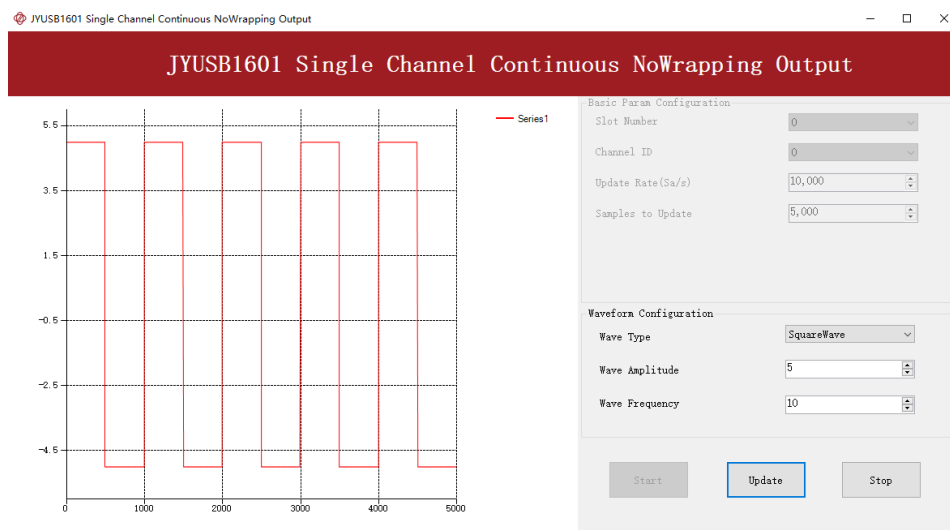 JYUSB1601 Single Channel Continuous NoWrapping Output
JYUSB1601 Single Channel Continuous NoWrapping Output
5.5
3.5
1.5
-0.5
-2.5
-4.5
0 1000 2000 3000 4000 5000
Series1
Basic Param Configuration
Slot Number 0
Channel ID 0
Update Rate(Sa/s) 10,000
Samples to Update 5,000
Waveform Configuration
Wave Type SquareWave
Wave Amplitude 5
Wave Frequency 10
Start Update Stop